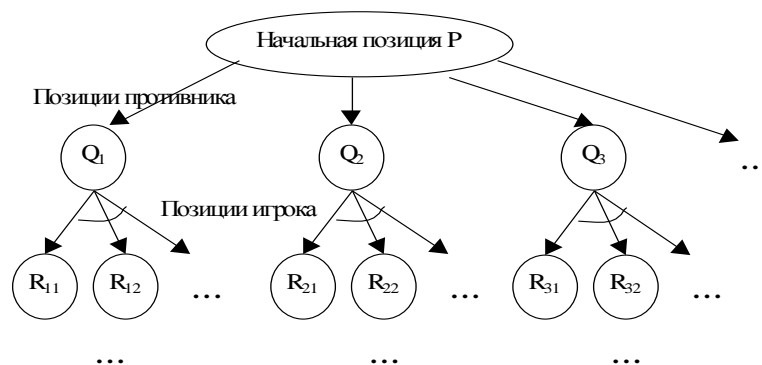 Начальная позиция P
Позиции противника
Q1 Q2 Q3 ..
Позиции игрока
R11 R12 ... R21 R22 ... R31 R32 ...
... ... ...